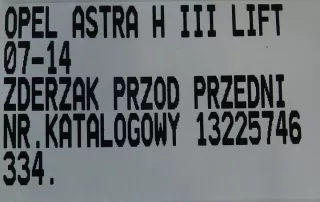 OPEL ASTRA H III LIFT
07-14
ZDERZAK PRZOD PRZEDNI
NR.KATALOGOWY 13225746
334.